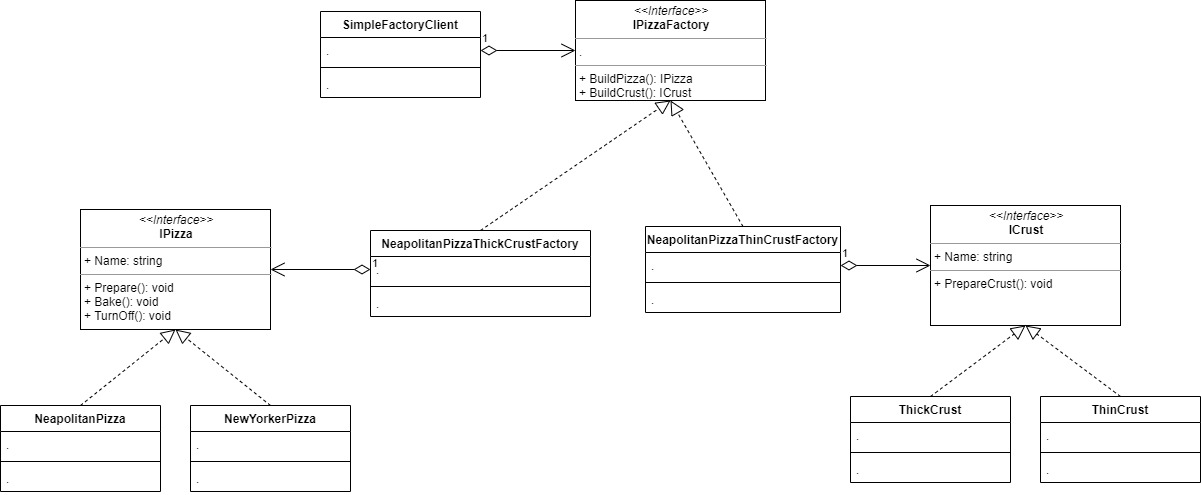 SimpleFactoryClient
.
.
1
<<Interface>>
IPizzaFactory
.
+ BuildPizza(): IPizza
+ BuildCrust(): ICrust
<<Interface>>
IPizza
+ Name: string
+ Prepare(): void
+ Bake(): void
+ TurnOff(): void
NeapolitanPizzaThickCrustFactory
1
.
.
NeapolitanPizzaThinCrustFactory
.
.
1
<<Interface>>
ICrust
+ Name: string
+ PrepareCrust(): void
NeapolitanPizza
.
.
NewYorkerPizza
.
.
ThickCrust
.
.
ThinCrust
.
.